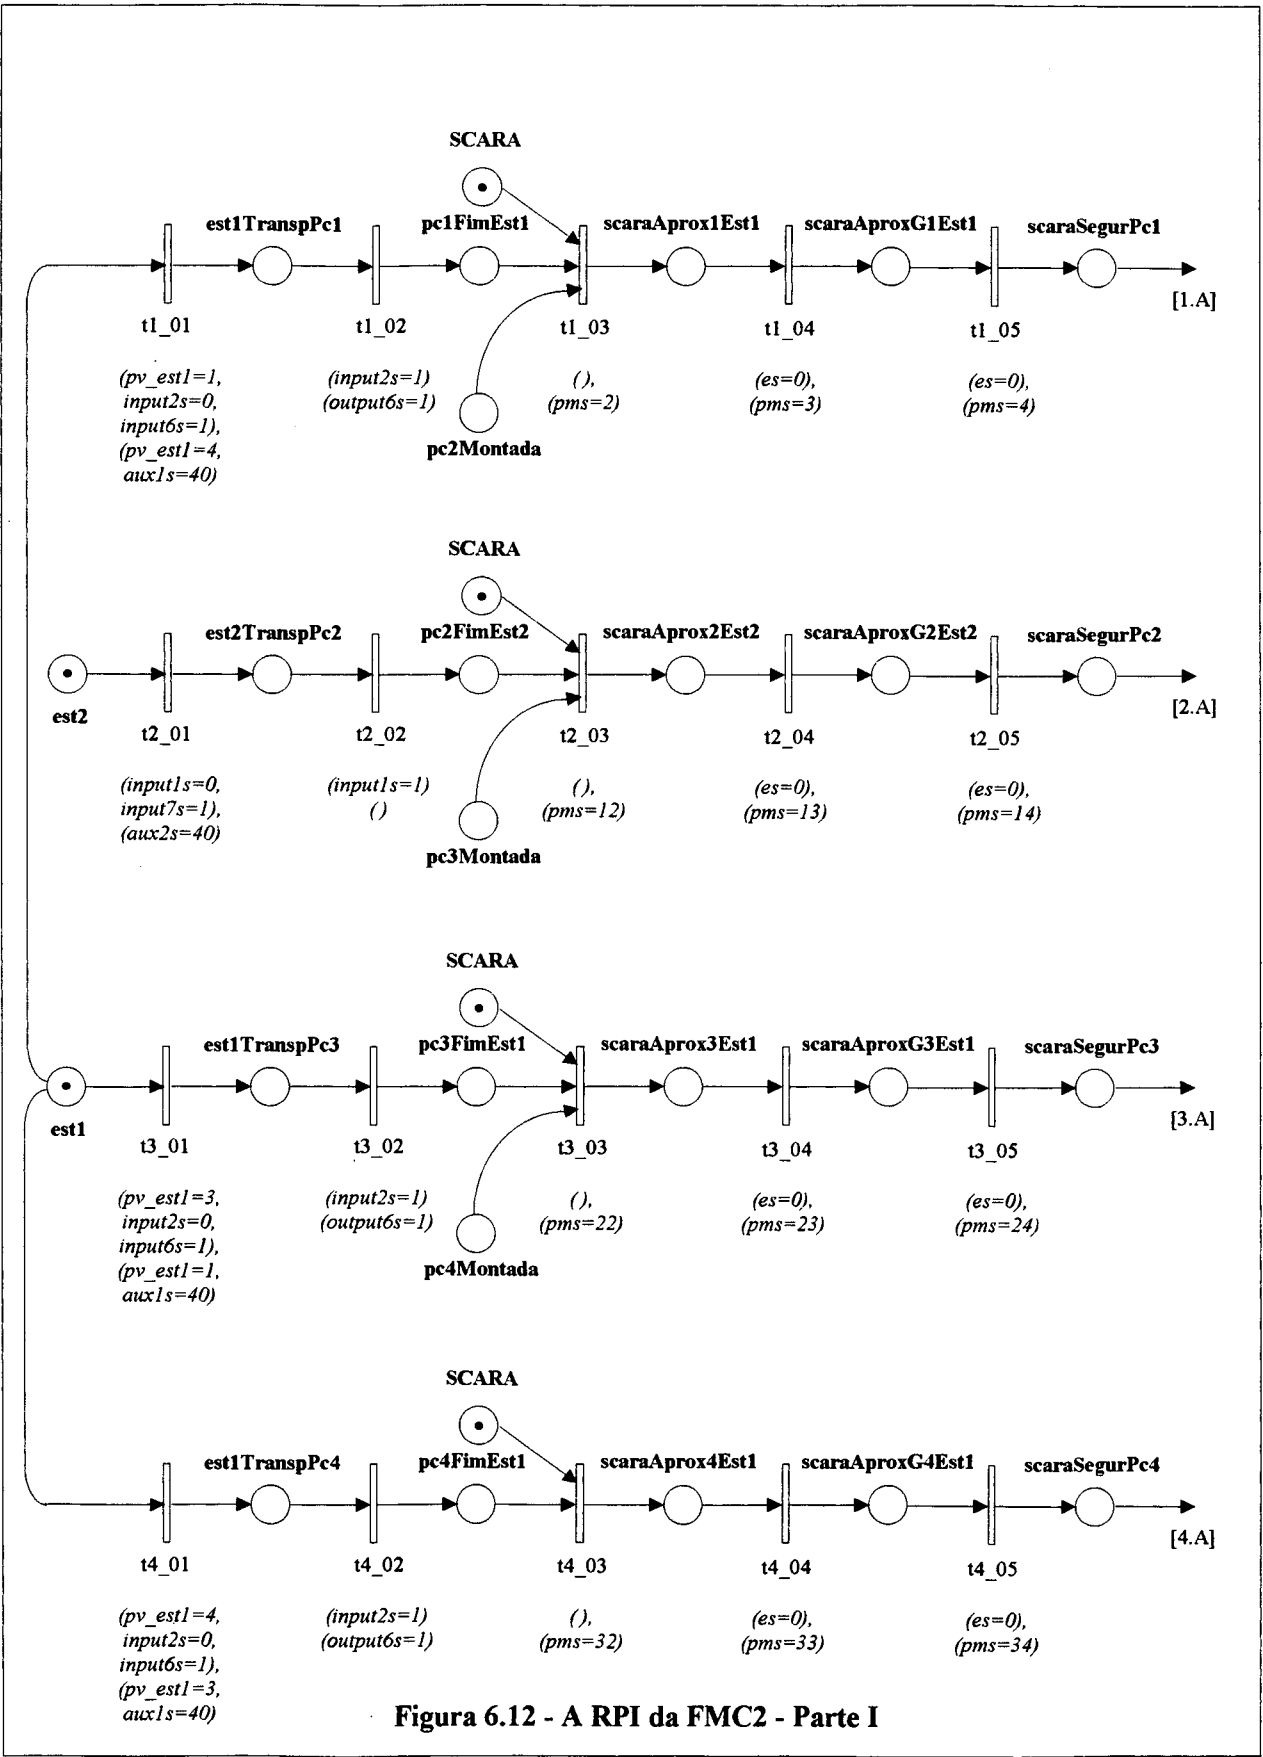 SCARA
est1TranspPc1 pc1FimEst1 scaraAprox1Est1 scaraAproxG1Est1 scaraSegurPc1
[1.A]
t1_01 t1_02 t1_03 t1_04 t1_05
(pv_est1=1, (input2s=1) ( ), (es=0), (es=0),
input2s=0, (output6s=1) (pms=2) (pms=3) (pms=4)
input6s=1),
(pv_est1=4,
aux1s=40)
pc2Montada
SCARA
est2TranspPc2 pc2FimEst2 scaraAprox2Est2 scaraAproxG2Est2 scaraSegurPc2
est2
[2.A]
t2_01 t2_02 t2_03 t2_04 t2_05
(input1s=0, (input1s=1) ( ), (es=0), (es=0),
input7s=1), ( ) (pms=12) (pms=13) (pms=14)
(aux2s=40)
pc3Montada
SCARA
est1TranspPc3 pc3FimEst1 scaraAprox3Est1 scaraAproxG3Est1 scaraSegurPc3
est1
[3.A]
t3_01 t3_02 t3_03 t3_04 t3_05
(pv_est1=3, (input2s=1) ( ), (es=0), (es=0),
input2s=0, (output6s=1) (pms=22) (pms=23) (pms=24)
input6s=1),
(pv_est1=1,
aux1s=40)
pc4Montada
SCARA
est1TranspPc4 pc4FimEst1 scaraAprox4Est1 scaraAproxG4Est1 scaraSegurPc4
[4.A]
t4_01 t4_02 t4_03 t4_04 t4_05
(pv_est1=4, (input2s=1) ( ), (es=0), (es=0),
input2s=0, (output6s=1) (pms=32) (pms=33) (pms=34)
input6s=1),
(pv_est1=3,
aux1s=40)
Figura 6.12 - A RPI da FMC2 - Parte I